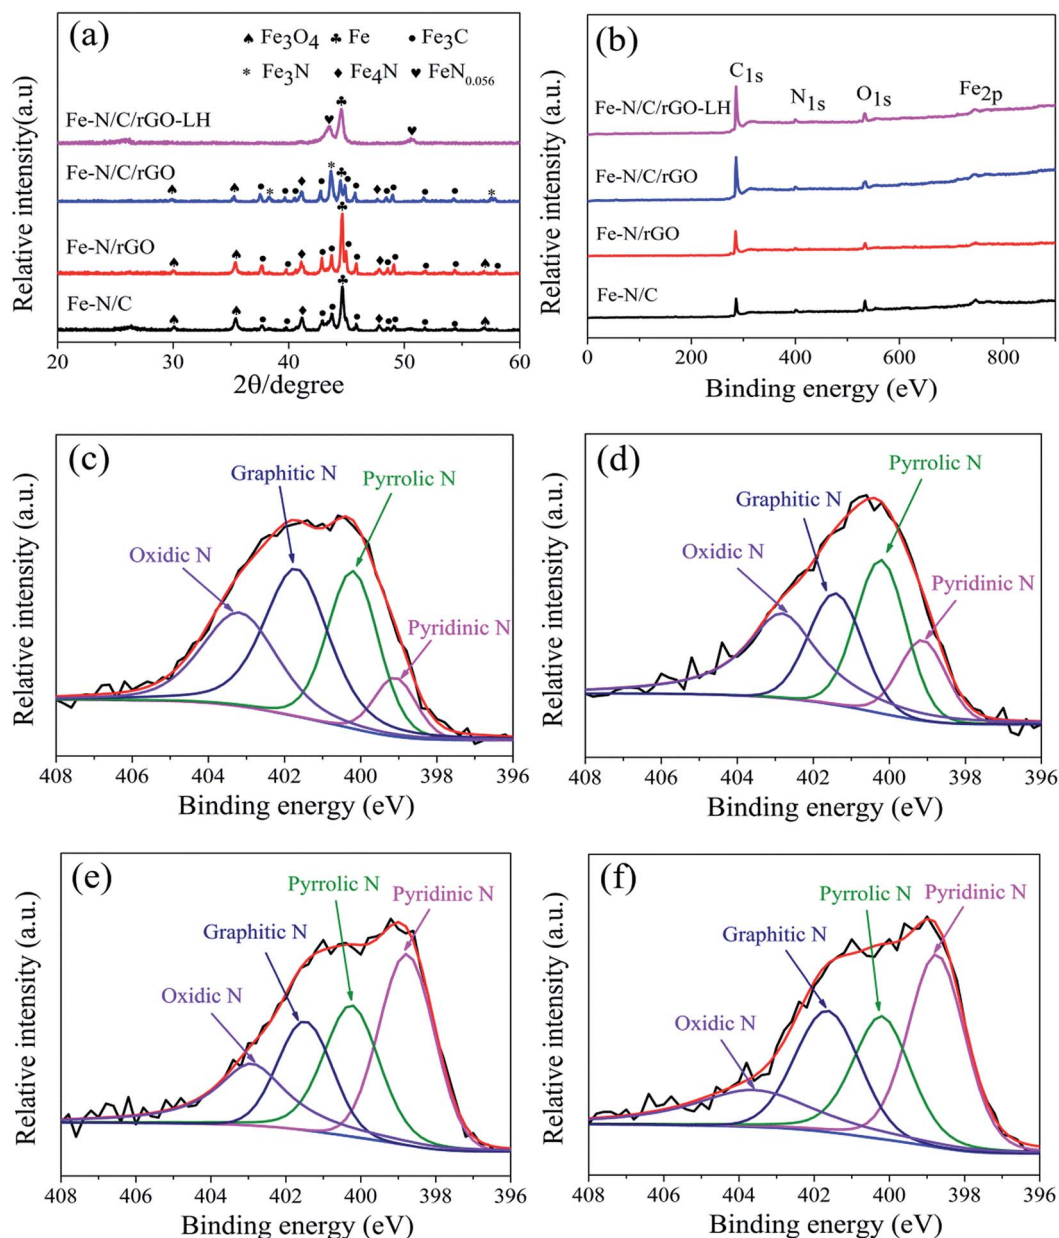 (a)
♠ Fe3O4 ♣ Fe ● Fe3C
* Fe3N ♦ Fe4N ♥ FeN0.056
Fe-N/C/rGO-LH
Fe-N/C/rGO
Fe-N/rGO
Fe-N/C
Relative intensity(a.u)
20 30 40 50 60
2θ/degree
(b)
C1s N1s O1s Fe2p
Fe-N/C/rGO-LH
Fe-N/C/rGO
Fe-N/rGO
Fe-N/C
Relative intensity (a.u.)
0 200 400 600 800
Binding energy (eV)
(c)
Graphitic N
Pyrrolic N
Oxidic N
Pyridinic N
Relative intensity (a.u.)
408 406 404 402 400 398 396
Binding energy (eV)
(d)
Pyrrolic N
Graphitic N
Oxidic N
Pyridinic N
Relative intensity (a.u.)
408 406 404 402 400 398 396
Binding energy (eV)
(e)
Pyrrolic N
Pyridinic N
Graphitic N
Oxidic N
Relative intensity (a.u.)
408 406 404 402 400 398 396
Binding energy (eV)
(f)
Pyrrolic N
Pyridinic N
Graphitic N
Oxidic N
Relative intensity (a.u.)
408 406 404 402 400 398 396
Binding energy (eV)